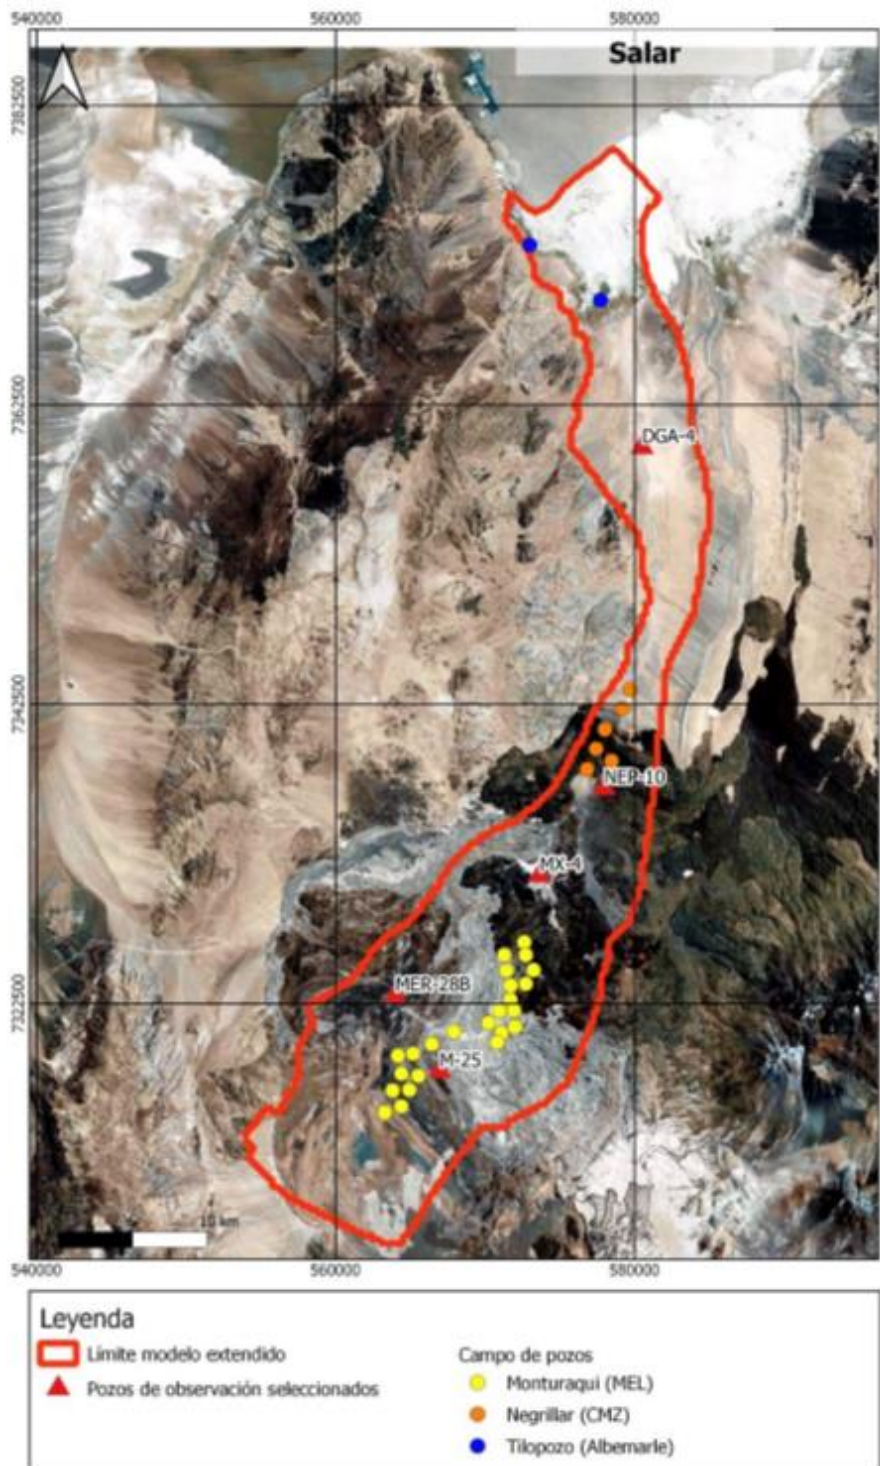 540000 560000 580000
Salar
7382500
7362500
DGA-4
7342500
NEP-10
MX-4
7322500
MER-28B
M-25
10 km
540000 560000 580000
Leyenda
Límite modelo extendido
Pozos de observación seleccionados
Campo de pozos
Monturaqui (MEL)
Negrillar (CMZ)
Tilopozo (Albemarle)